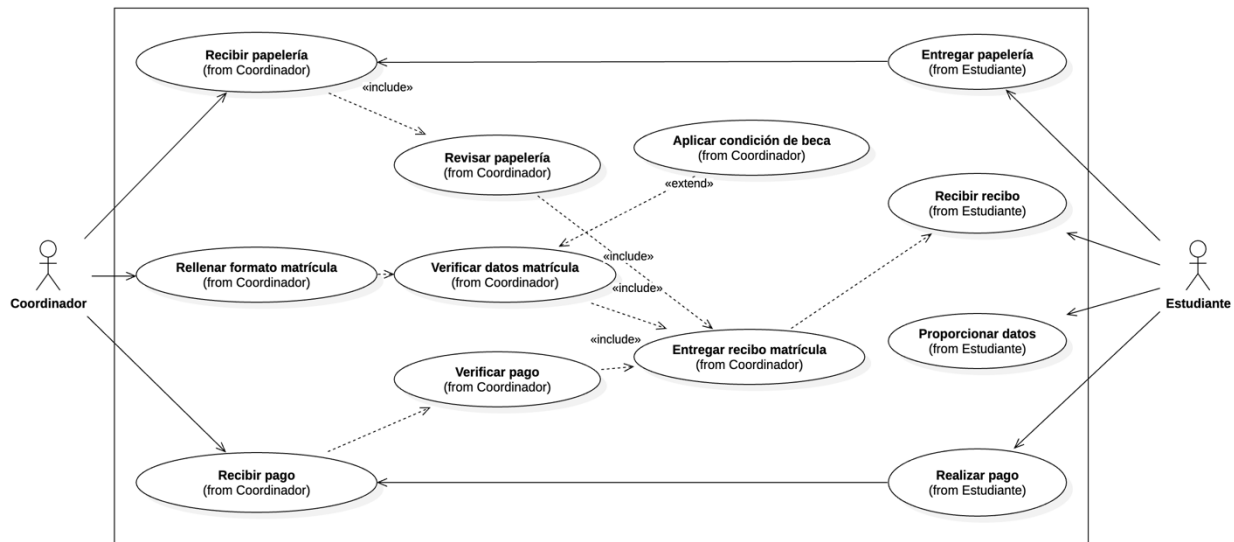 Recibir papelería
(from Coordinador)
Entregar papelería
(from Estudiante)
«include»
Aplicar condición de beca
(from Coordinador)
Revisar papelería
(from Coordinador)
«extend»
Recibir recibo
(from Estudiante)
Coordinador
Rellenar formato matrícula
(from Coordinador)
Verificar datos matrícula
(from Coordinador)
«include»
«include»
Estudiante
«include»
Entregar recibo matrícula
(from Coordinador)
Proporcionar datos
(from Estudiante)
Verificar pago
(from Coordinador)
Recibir pago
(from Coordinador)
Realizar pago
(from Estudiante)